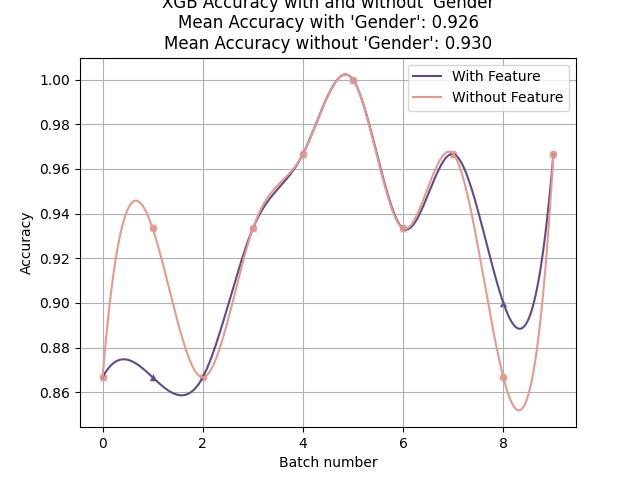 XGB Accuracy with and without 'Gender'
Mean Accuracy with 'Gender': 0.926
Mean Accuracy without 'Gender': 0.930
With Feature
Without Feature
1.00
0.98
0.96
0.94
0.92
0.90
0.88
0.86
Accuracy
0 2 4 6 8
Batch number